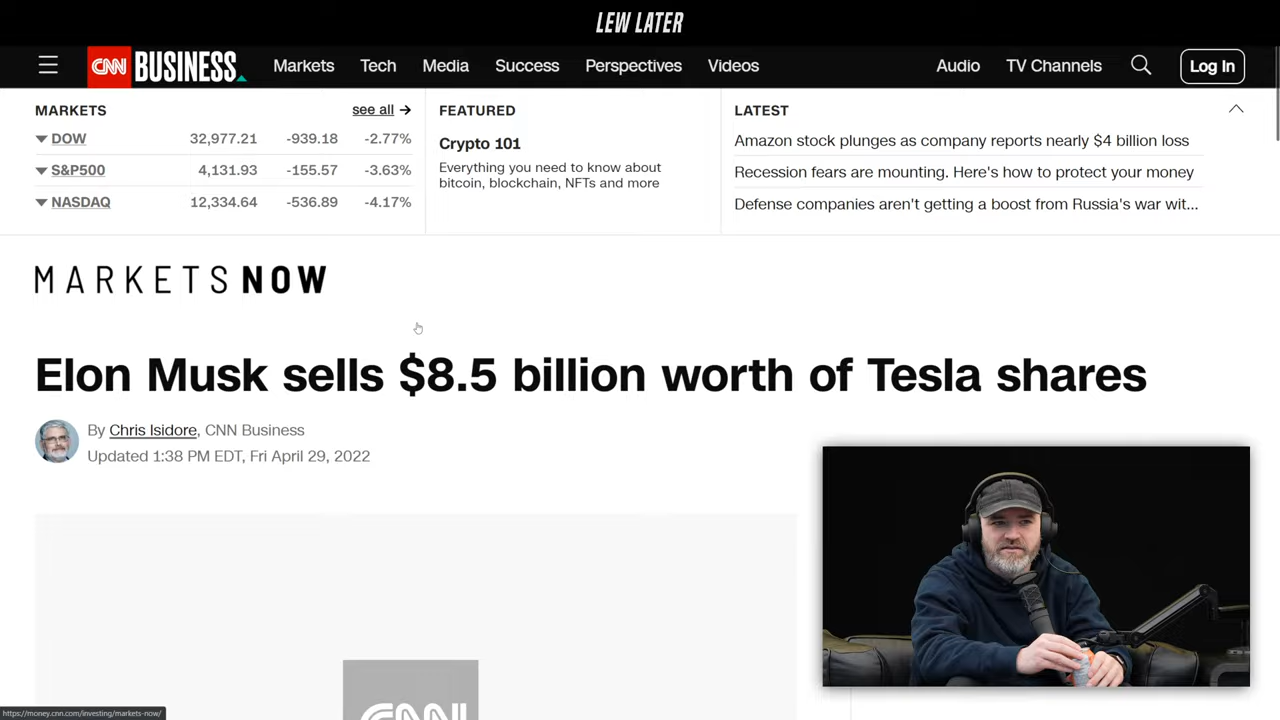 LEW LATER
CNN BUSINESS Markets Tech Media Success Perspectives Videos Audio TV Channels Log In
MARKETS see all →
DOW 32,977.21 -939.18 -2.77%
S&P500 4,131.93 -155.57 -3.63%
NASDAQ 12,334.64 -536.89 -4.17%
FEATURED
Crypto 101
Everything you need to know about
bitcoin, blockchain, NFTs and more
LATEST
Amazon stock plunges as company reports nearly $4 billion loss
Recession fears are mounting. Here's how to protect your money
Defense companies aren't getting a boost from Russia's war wit...
MARKETS NOW
Elon Musk sells $8.5 billion worth of Tesla shares
By Chris Isidore, CNN Business
Updated 1:38 PM EDT, Fri April 29, 2022
CNN
https://money.cnn.com/investing/markets-now/